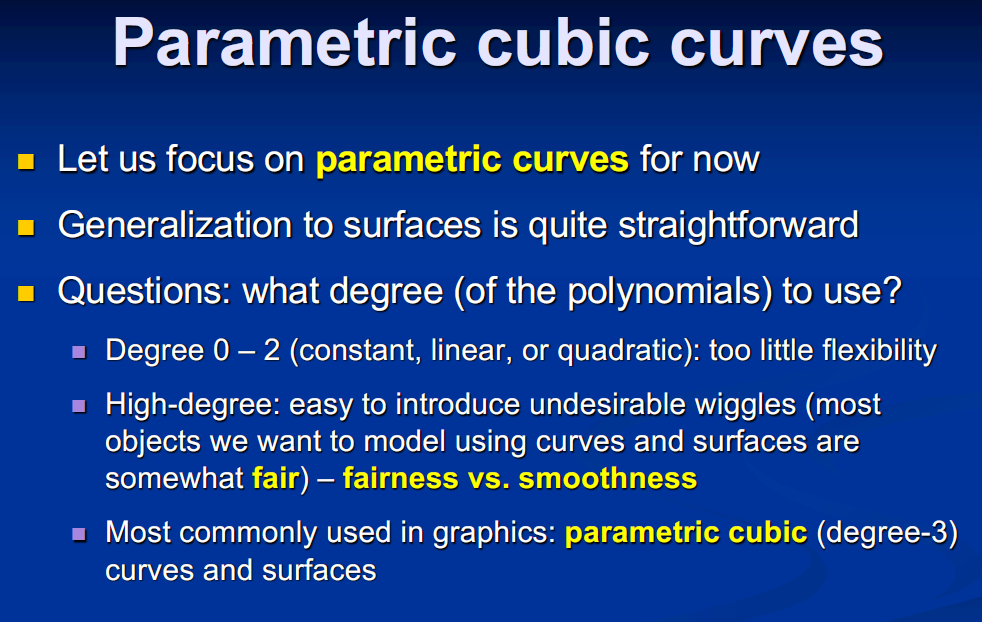 Parametric cubic curves
Let us focus on parametric curves for now
Generalization to surfaces is quite straightforward
Questions: what degree (of the polynomials) to use?
Degree 0 – 2 (constant, linear, or quadratic): too little flexibility
High-degree: easy to introduce undesirable wiggles (most
objects we want to model using curves and surfaces are
somewhat fair) – fairness vs. smoothness
Most commonly used in graphics: parametric cubic (degree-3)
curves and surfaces